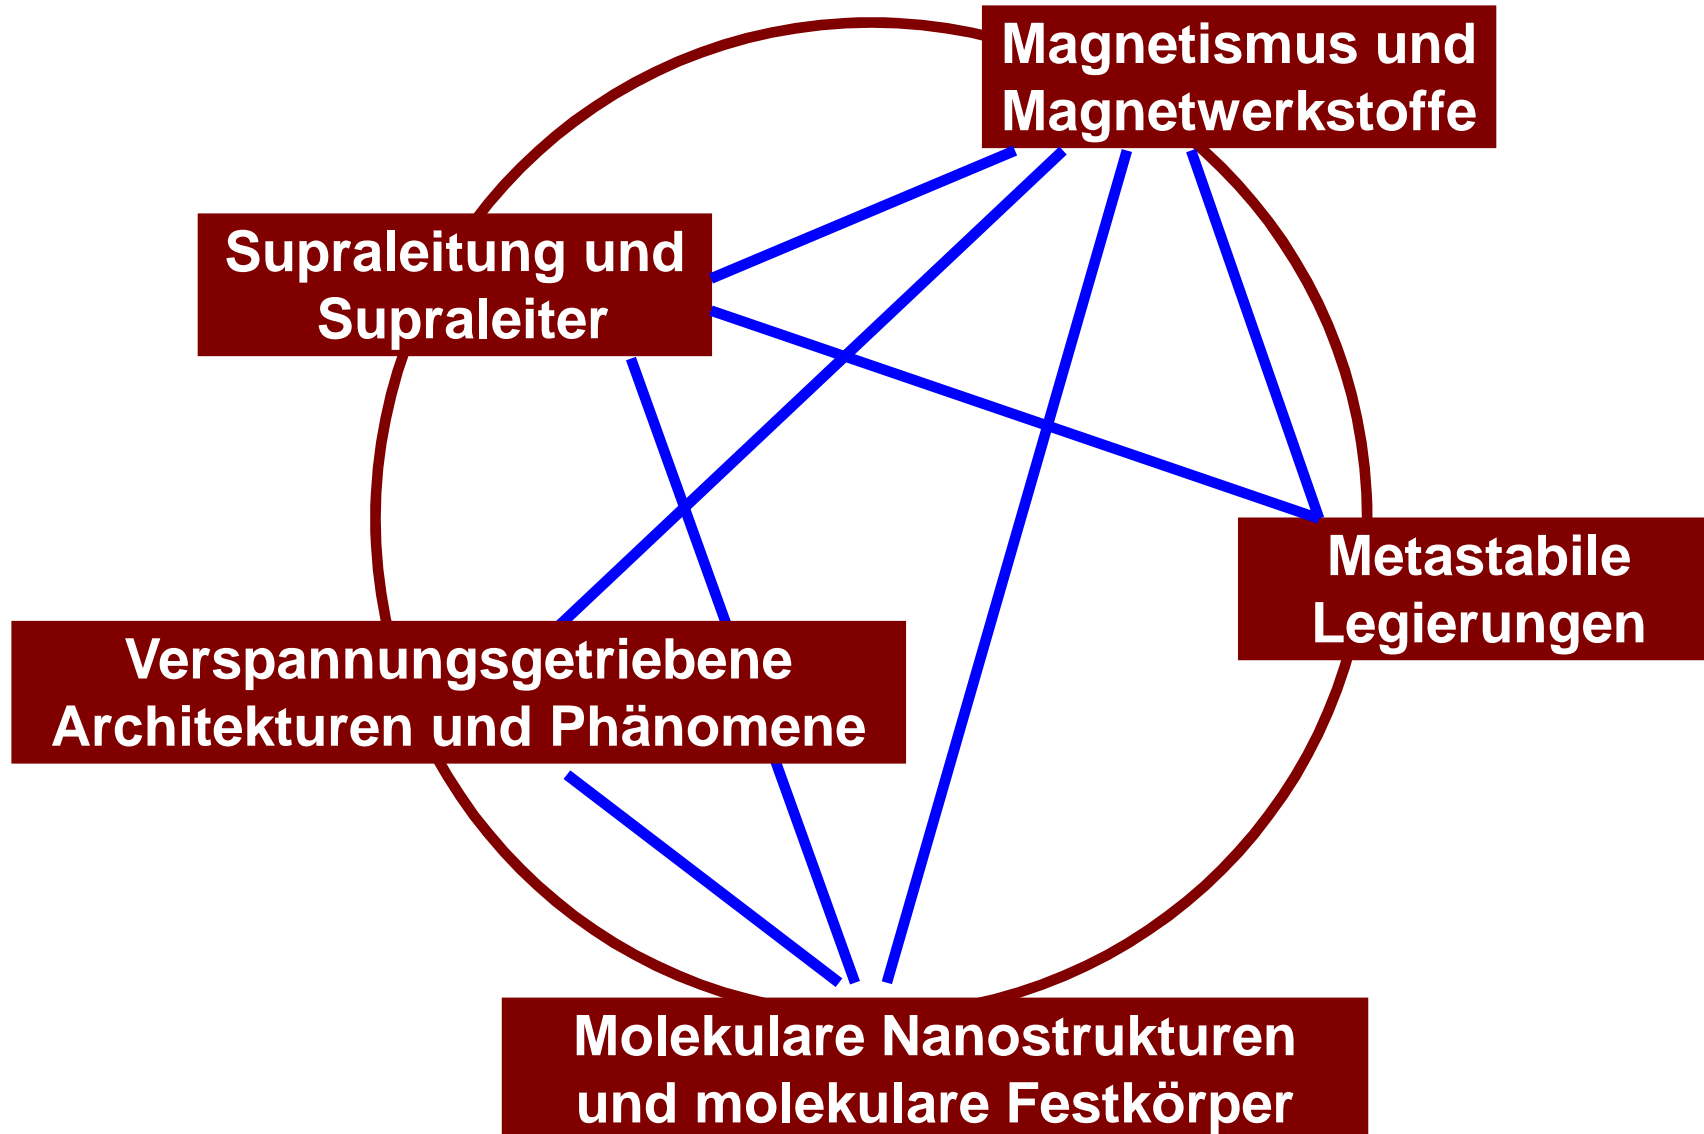 Magnetismus und
Magnetwerkstoffe
Supraleitung und
Supraleiter
Metastabile
Legierungen
Verspannungsgetriebene
Architekturen und Phänomene
Molekulare Nanostrukturen
und molekulare Festkörper